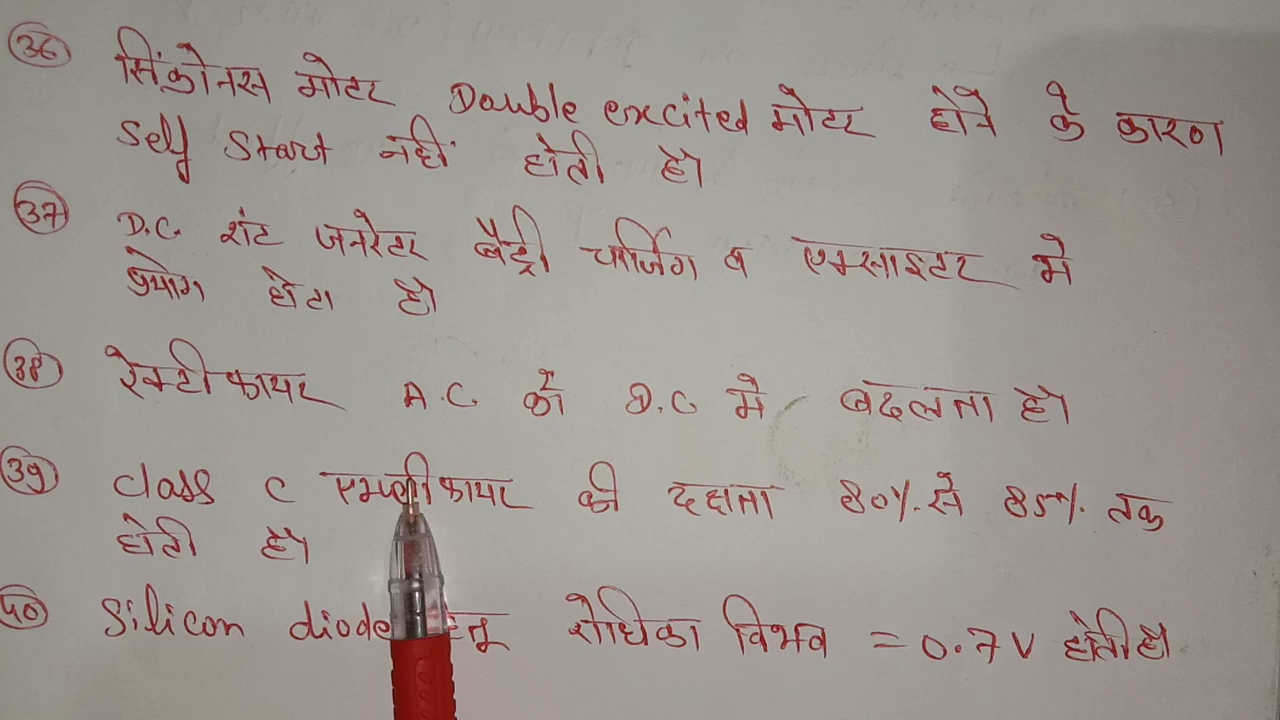 36 सिंक्रोनस मोटर Double excited मोटर होने के कारण
Self Start नहीं होती है।
37 D.C. शंट जनरेटर बैट्री चार्जिंग व एक्साइटर मे
प्रयोग होता है।
38 रेक्टीफायर A.C. को D.C मे बदलता है।
39 class C एम्प्लीफायर की दक्षता 80%.से 85%. तक
होती है।
40 Silicon diode हेतू रोधिका विभव = 0.7V होती है।